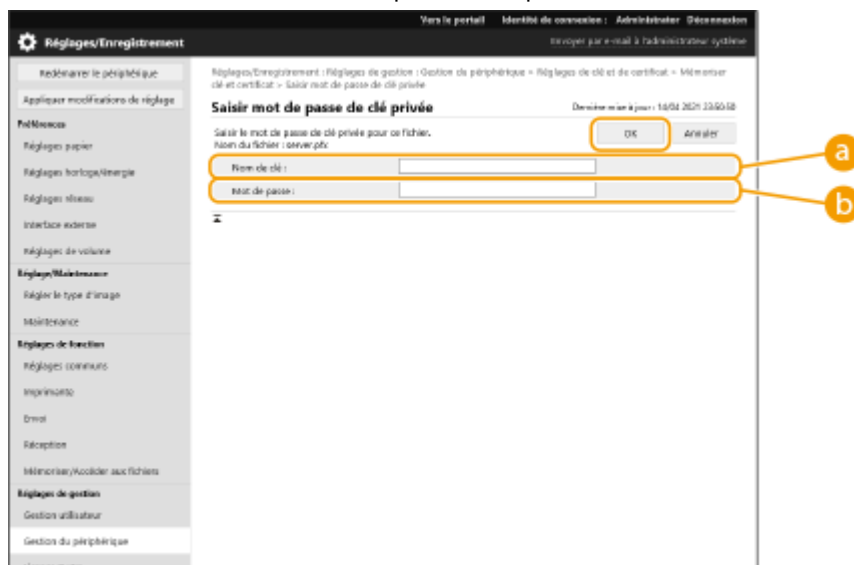 Vers le portail Identité de connexion : Administrator Déconnexion
Réglages/Enregistrement
Envoyer par e-mail à l'administrateur système
Redémarrer le périphérique
Appliquer modifications de réglage
Préférences
Réglages papier
Réglages horloge/énergie
Réglages réseau
Interface externe
Réglages de volume
Réglage/Maintenance
Régler le type d'image
Maintenance
Réglages de fonction
Réglages communs
Imprimante
Envoi
Réception
Mémoriser/Accéder aux fichiers
Réglages de gestion
Gestion utilisateur
Gestion du périphérique
Réglages/Enregistrement : Réglages de gestion : Gestion du périphérique > Réglages de clé et de certificat > Mémoriser
clé et certificat > Saisir mot de passe de clé privée
Saisir mot de passe de clé privée
Dernière mise à jour : 14/04 2021 23:50:50
Saisir le mot de passe de clé privée pour ce fichier.
Nom du fichier : server.pfx
OK
Annuler
Nom de clé :
Mot de passe :
a
b